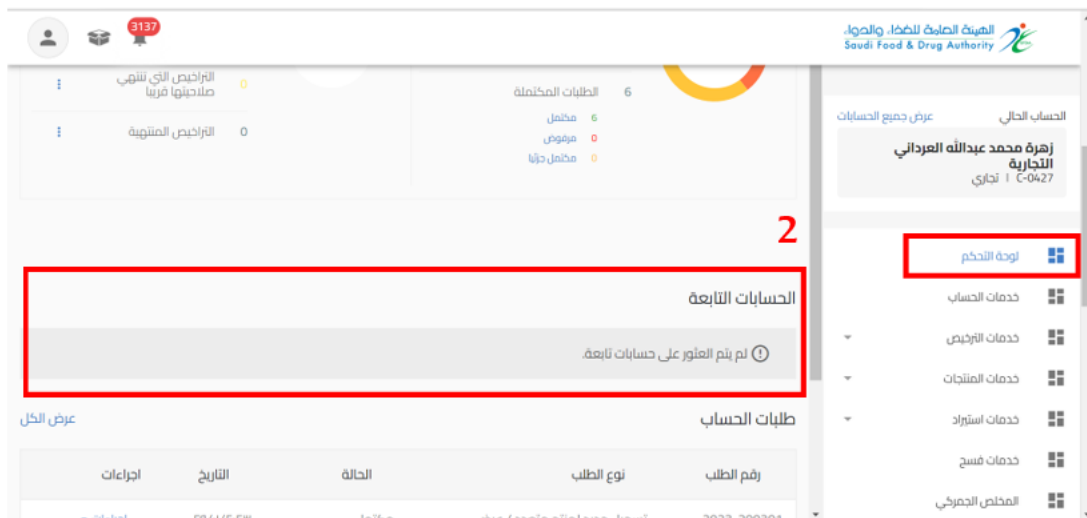 3137
الهيئة العامة للغذاء والدواء
Saudi Food & Drug Authority
الحساب الحالي
عرض جميع الحسابات
زهرة محمد عبدالله العرداني
التجارية
C-0427 | تجاري
لوحة التحكم
خدمات الحساب
خدمات الترخيص
خدمات المنتجات
خدمات استيراد
خدمات فسح
المخلص الجمركي
6 الطلبات المكتملة
6 مكتمل
0 مرفوض
0 مكتمل جزئيا
0 التراخيص التي تنتهي
صلاحيتها قريبا
0 التراخيص المنتهية
2
الحسابات التابعة
لم يتم العثور على حسابات تابعة.
طلبات الحساب
عرض الكل
رقم الطلب نوع الطلب الحالة التاريخ اجراءات